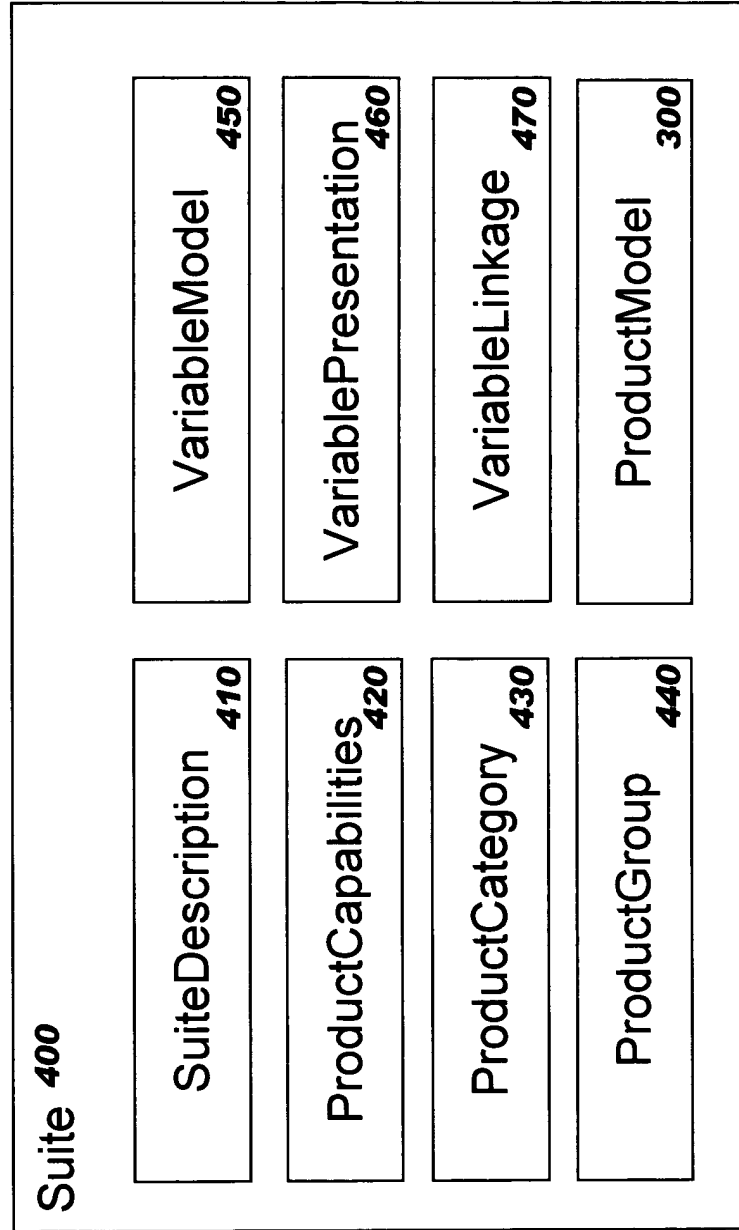 Suite 400
SuiteDescription
410
ProductCapabilities
420
ProductCategory
430
ProductGroup
440
VariableModel
450
VariablePresentation
460
VariableLinkage
470
ProductModel
300